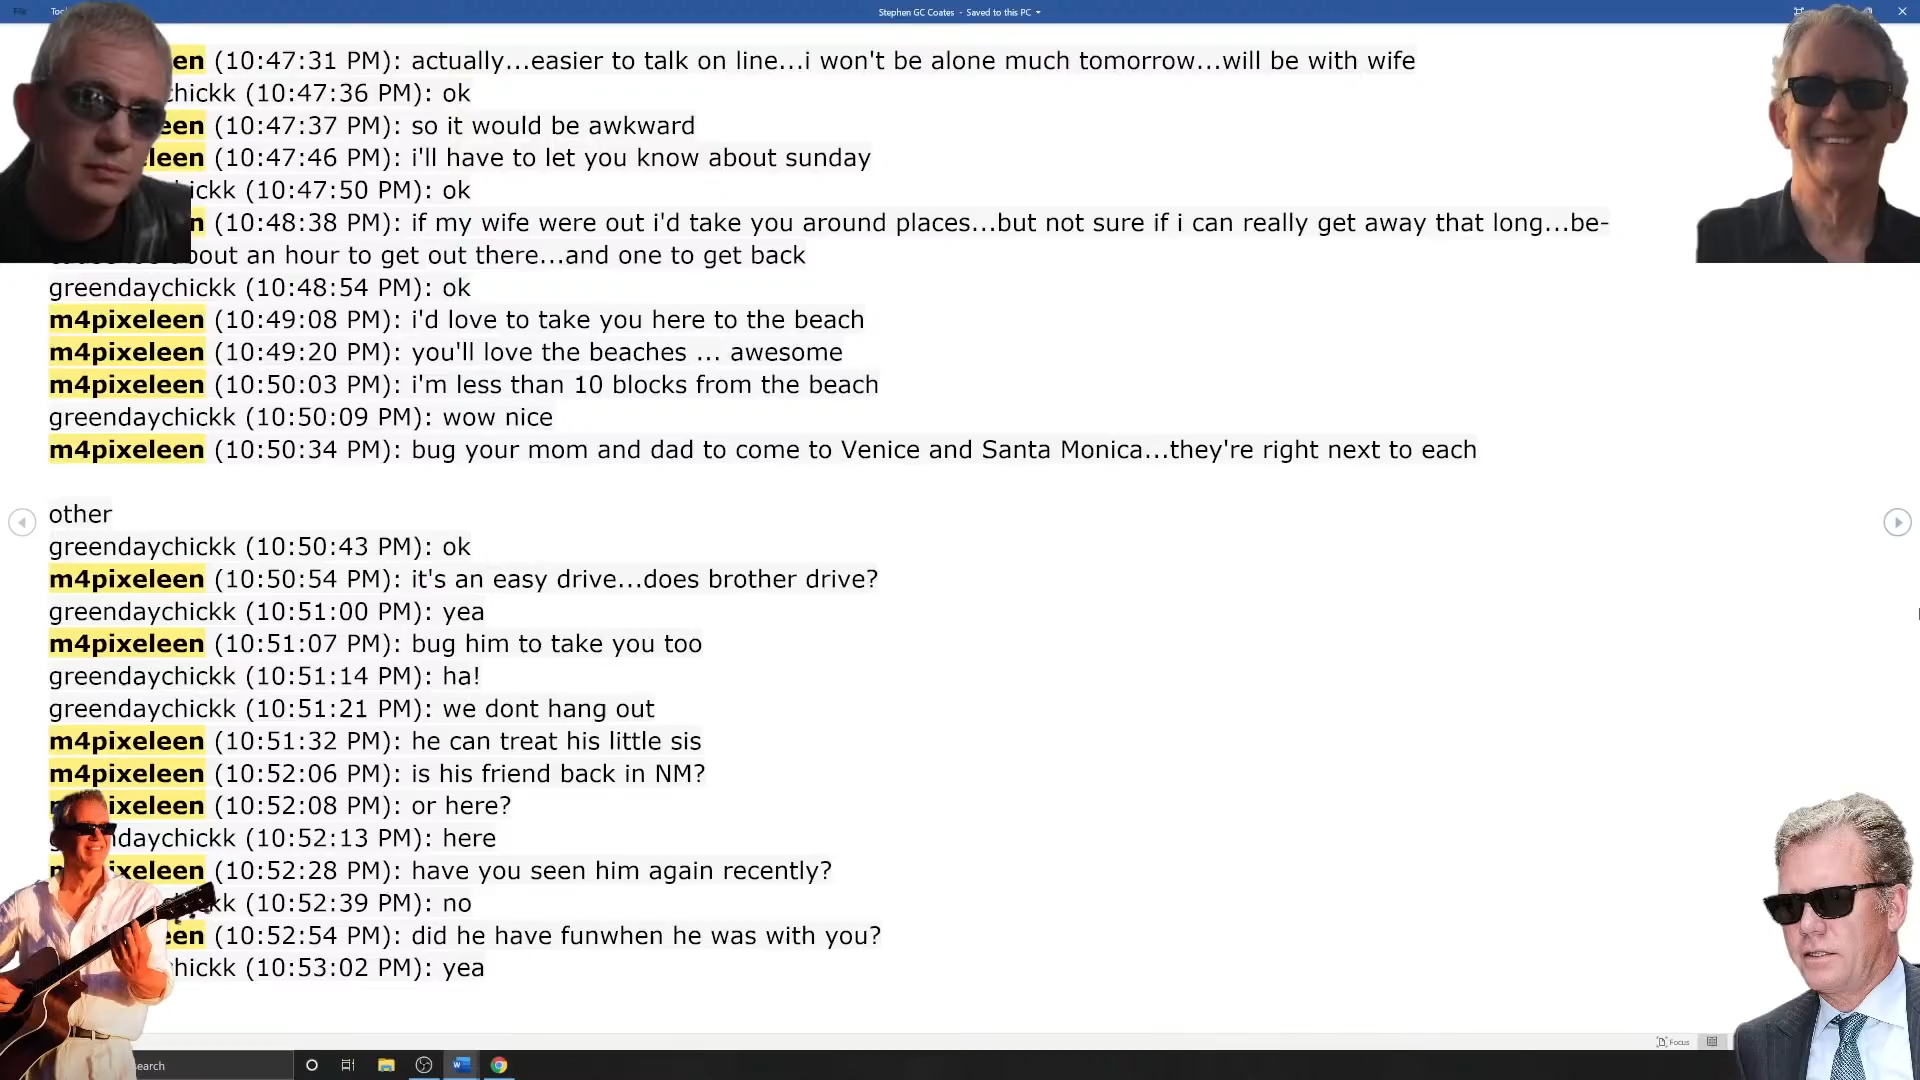 File
Stephen GC Coates - Saved to this PC
en (10:47:31 PM): actually...easier to talk on line...i won't be alone much tomorrow...will be with wife
chickk (10:47:36 PM): ok
een (10:47:37 PM): so it would be awkward
leen (10:47:46 PM): i'll have to let you know about sunday
ickk (10:47:50 PM): ok
n (10:48:38 PM): if my wife were out i'd take you around places...but not sure if i can really get away that long...be-
about an hour to get out there...and one to get back
greendaychickk (10:48:54 PM): ok
m4pixeleen (10:49:08 PM): i'd love to take you here to the beach
m4pixeleen (10:49:20 PM): you'll love the beaches ... awesome
m4pixeleen (10:50:03 PM): i'm less than 10 blocks from the beach
greendaychickk (10:50:09 PM): wow nice
m4pixeleen (10:50:34 PM): bug your mom and dad to come to Venice and Santa Monica...they're right next to each
other
greendaychickk (10:50:43 PM): ok
m4pixeleen (10:50:54 PM): it's an easy drive...does brother drive?
greendaychickk (10:51:00 PM): yea
m4pixeleen (10:51:07 PM): bug him to take you too
greendaychickk (10:51:14 PM): ha!
greendaychickk (10:51:21 PM): we dont hang out
m4pixeleen (10:51:32 PM): he can treat his little sis
m4pixeleen (10:52:06 PM): is his friend back in NM?
ixeleen (10:52:08 PM): or here?
ndaychickk (10:52:13 PM): here
ixeleen (10:52:28 PM): have you seen him again recently?
kk (10:52:39 PM): no
een (10:52:54 PM): did he have funwhen he was with you?
hickk (10:53:02 PM): yea
Focus
earch